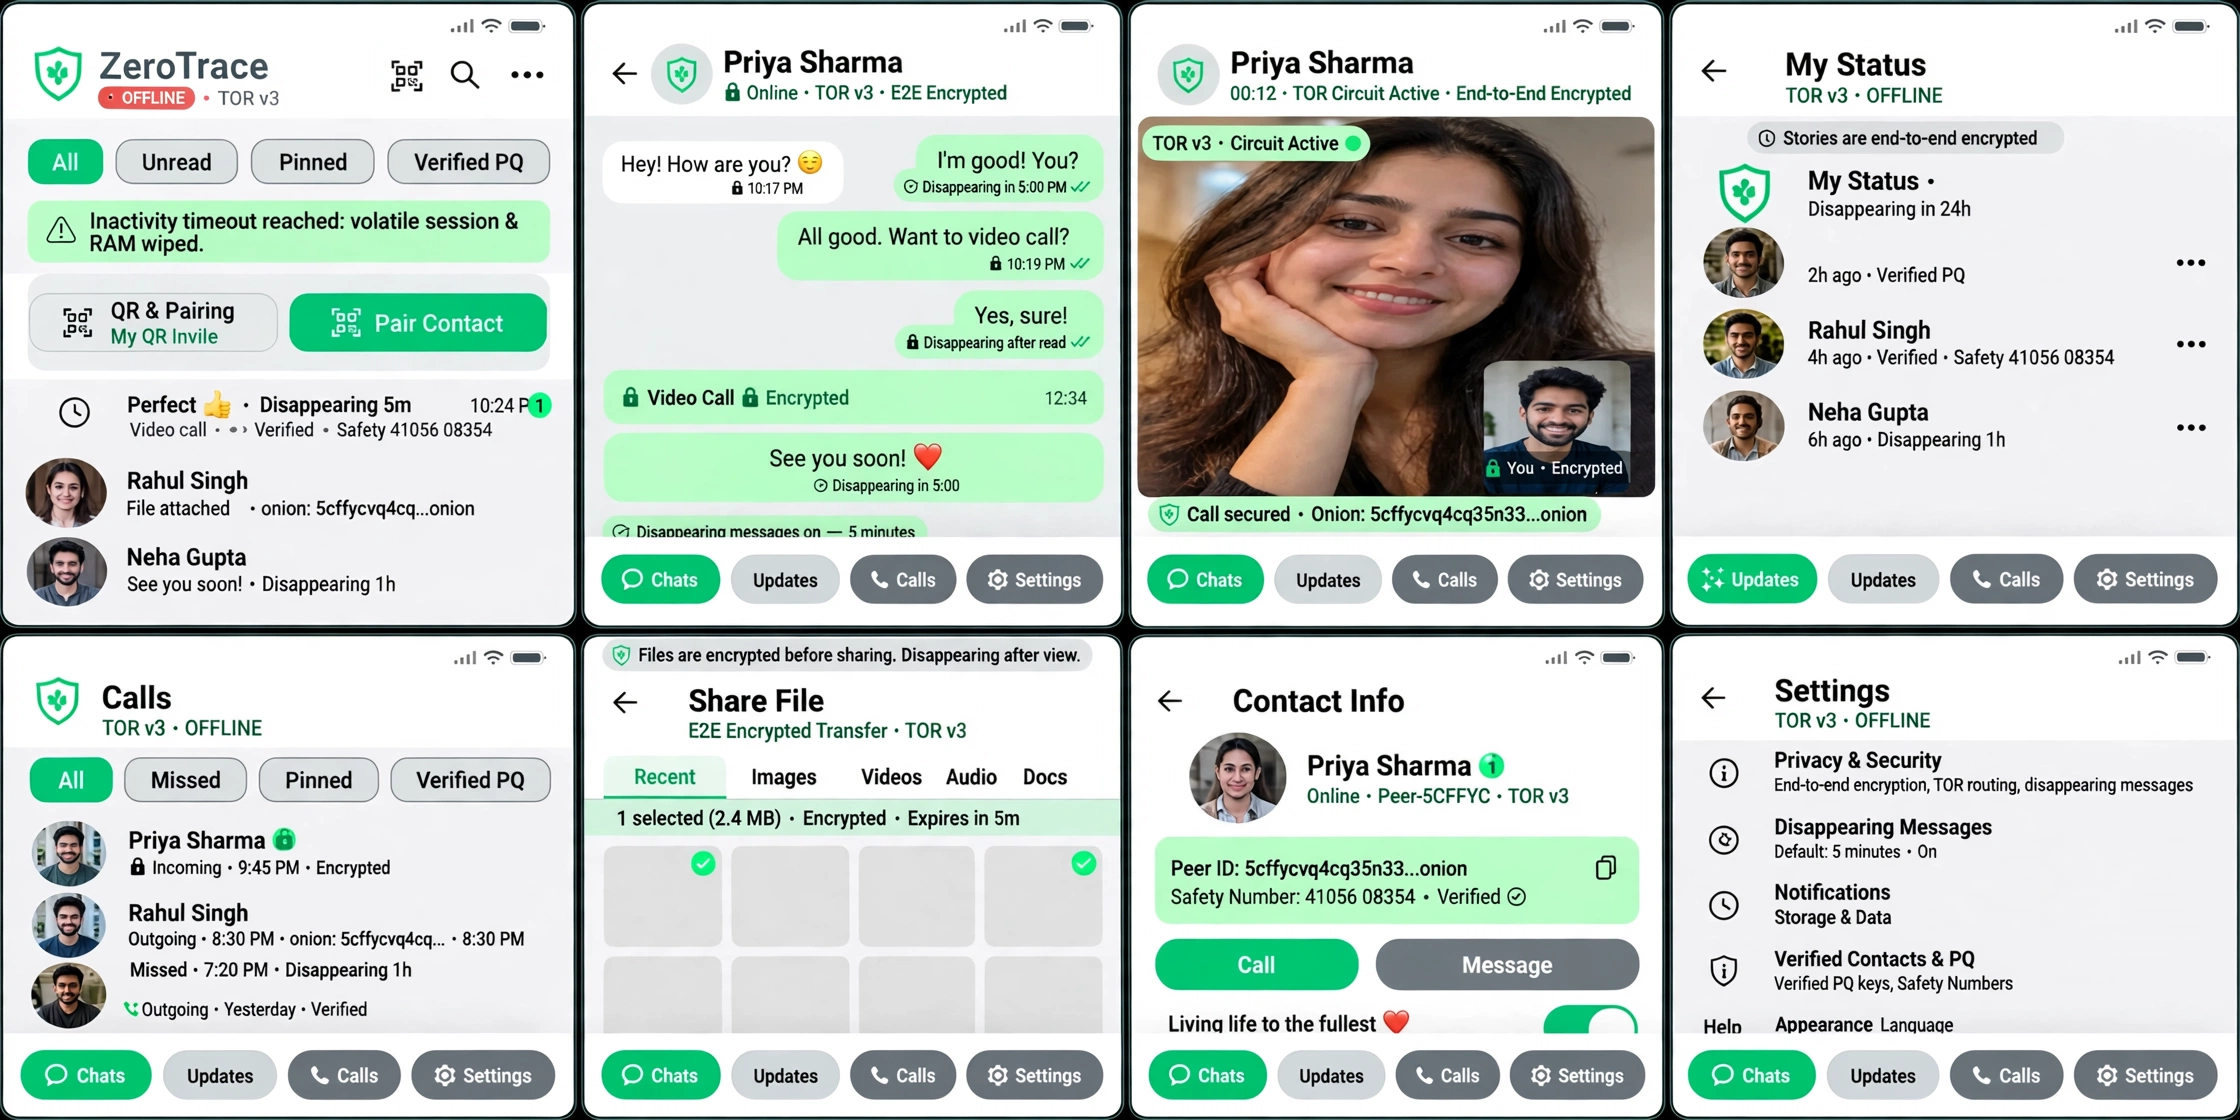 ZeroTrace
OFFLINE • TOR v3
All
Unread
Pinned
Verified PQ
Inactivity timeout reached: volatile session &
RAM wiped.
QR & Pairing
My QR Invile
Pair Contact
Perfect 👍 • Disappearing 5m
10:24 P
1
Video call • Verified • Safety 41056 08354
Rahul Singh
File attached • onion: 5cffycvq4cq...onion
Neha Gupta
See you soon! • Disappearing 1h
Priya Sharma
Online • TOR v3 • E2E Encrypted
Hey! How are you? 😌
10:17 PM
I'm good! You?
Disappearing in 5:00 PM
All good. Want to video call?
10:19 PM
Yes, sure!
Disappearing after read
Video Call Encrypted
12:34
See you soon! ❤️
Disappearing in 5:00
Disappearing messages on — 5 minutes
Chats
Updates
Calls
Settings
Priya Sharma
00:12 • TOR Circuit Active • End-to-End Encrypted
TOR v3 • Circuit Active
You • Encrypted
Call secured • Onion: 5cffycvq4cq35n33...onion
Chats
Updates
Calls
Settings
My Status
TOR v3 • OFFLINE
Stories are end-to-end encrypted
My Status •
Disappearing in 24h
2h ago • Verified PQ
Rahul Singh
4h ago • Verified • Safety 41056 08354
Neha Gupta
6h ago • Disappearing 1h
Updates
Updates
Calls
Settings
Calls
TOR v3 • OFFLINE
All
Missed
Pinned
Verified PQ
Priya Sharma
Incoming • 9:45 PM • Encrypted
Rahul Singh
Outgoing • 8:30 PM • onion: 5cffycvq4cq... • 8:30 PM
Missed • 7:20 PM • Disappearing 1h
Outgoing • Yesterday • Verified
Chats
Updates
Calls
Settings
Files are encrypted before sharing. Disappearing after view.
Share File
E2E Encrypted Transfer • TOR v3
Recent
Images
Videos
Audio
Docs
1 selected (2.4 MB) • Encrypted • Expires in 5m
Chats
Updates
Calls
Settings
Contact Info
Priya Sharma 1
Online • Peer-5CFFYC • TOR v3
Peer ID: 5cffycvq4cq35n33...onion
Safety Number: 41056 08354 • Verified
Call
Message
Living life to the fullest ❤️
Chats
Updates
Calls
Settings
Settings
TOR v3 • OFFLINE
Privacy & Security
End-to-end encryption, TOR routing, disappearing messages
Disappearing Messages
Default: 5 minutes • On
Notifications
Storage & Data
Verified Contacts & PQ
Verified PQ keys, Safety Numbers
Help
Appearance Language
Chats
Updates
Calls
Settings